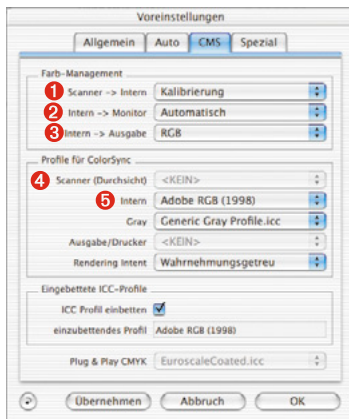 Voreinstellungen
Allgemein Auto CMS Spezial
Farb-Management
1 Scanner -> Intern Kalibrierung
2 Intern -> Monitor Automatisch
3 Intern -> Ausgabe RGB
Profile für ColorSync
4 Scanner (Durchsicht) <KEIN>
5 Intern Adobe RGB (1998)
Gray Generic Gray Profile.icc
Ausgabe/Drucker <KEIN>
Rendering Intent Wahrnehmungsgetreu
Eingebettete ICC-Profile
ICC Profil einbetten
einzubettendes Profil Adobe RGB (1998)
Plug & Play CMYK EuroscaleCoated.icc
Übernehmen Abbruch OK